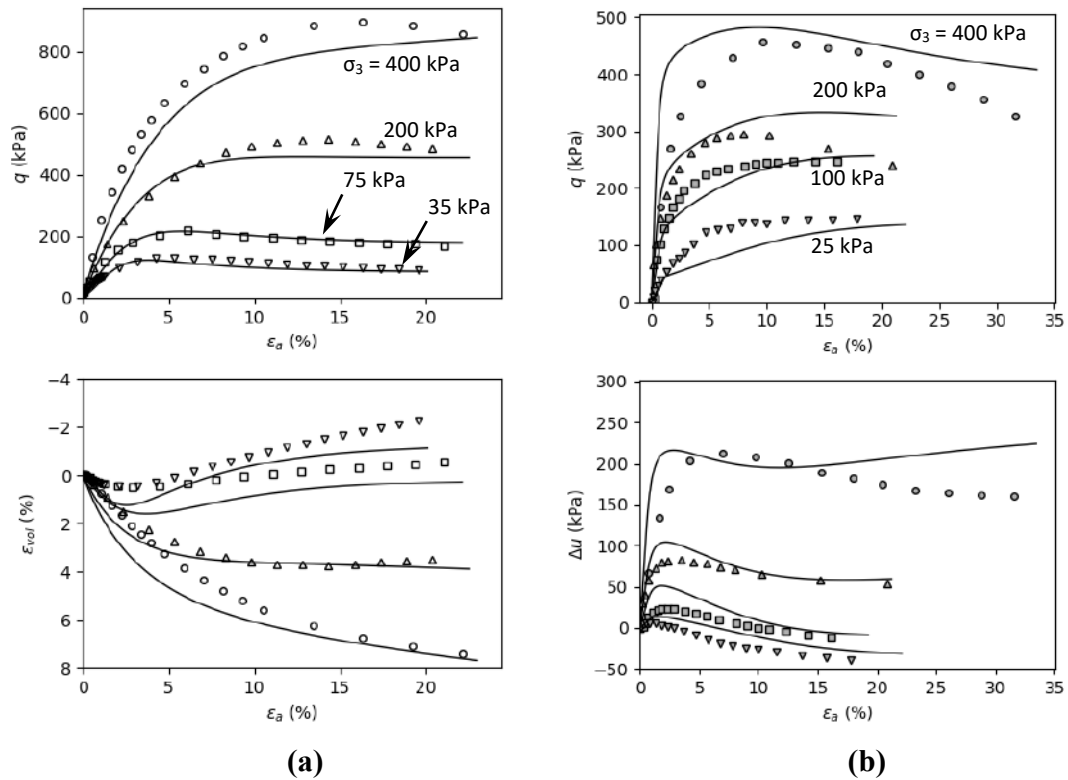 800
600
400
200
0
q (kPa)
σ₃ = 400 kPa
200 kPa
75 kPa
35 kPa
0
5
10
15
20
εₐ (%)
500
400
300
200
100
0
q (kPa)
σ₃ = 400 kPa
200 kPa
100 kPa
25 kPa
0
5
10
15
20
25
30
35
εₐ (%)
−4
−2
0
2
4
6
8
εᵥₒₗ (%)
0
5
10
15
20
εₐ (%)
300
250
200
150
100
50
0
−50
Δu (kPa)
0
5
10
15
20
25
30
35
εₐ (%)
(a)
(b)